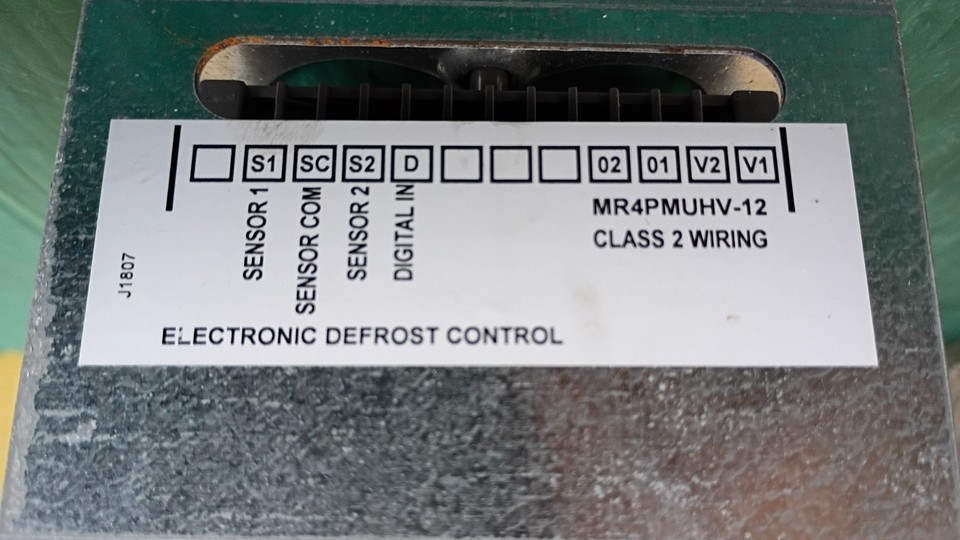 S1 SC S2 D 02 01 V2 V1
SENSOR 1
SENSOR COM
SENSOR 2
DIGITAL IN
MR4PMUHV-12
CLASS 2 WIRING
J1807
ELECTRONIC DEFROST CONTROL